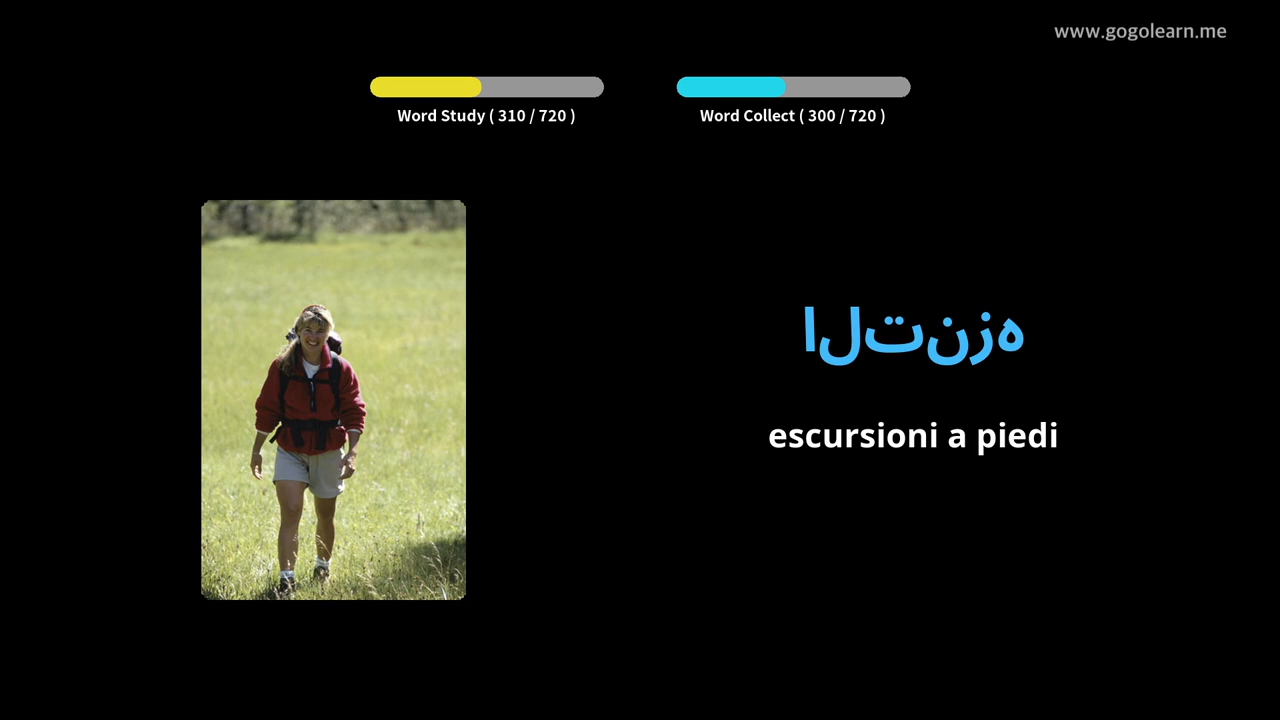 www.gogolearn.me
Word Study ( 310 / 720 )
Word Collect ( 300 / 720 )
التنزه
escursioni a piedi